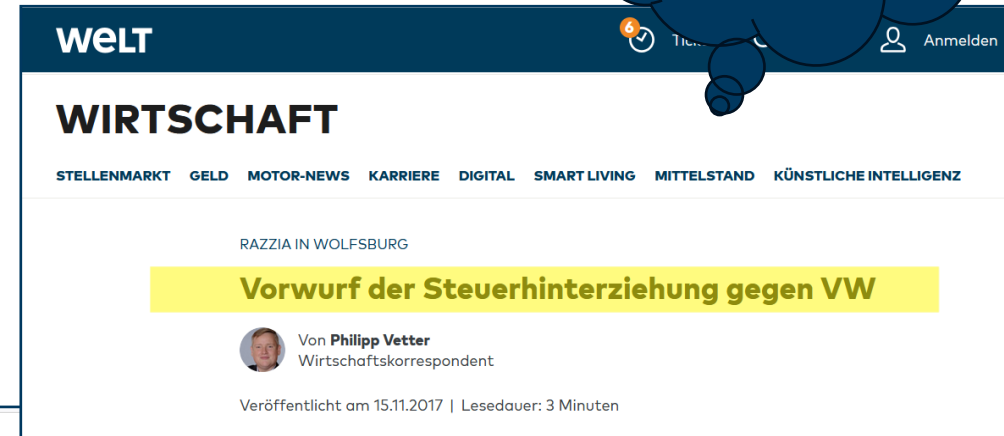 welt
6
Anmelden
WIRTSCHAFT
STELLENMARKT GELD MOTOR-NEWS KARRIERE DIGITAL SMART LIVING MITTELSTAND KÜNSTLICHE INTELLIGENZ
RAZZIA IN WOLFSBURG
Vorwurf der Steuerhinterziehung gegen VW
Von Philipp Vetter
Wirtschaftskorrespondent
Veröffentlicht am 15.11.2017 | Lesedauer: 3 Minuten